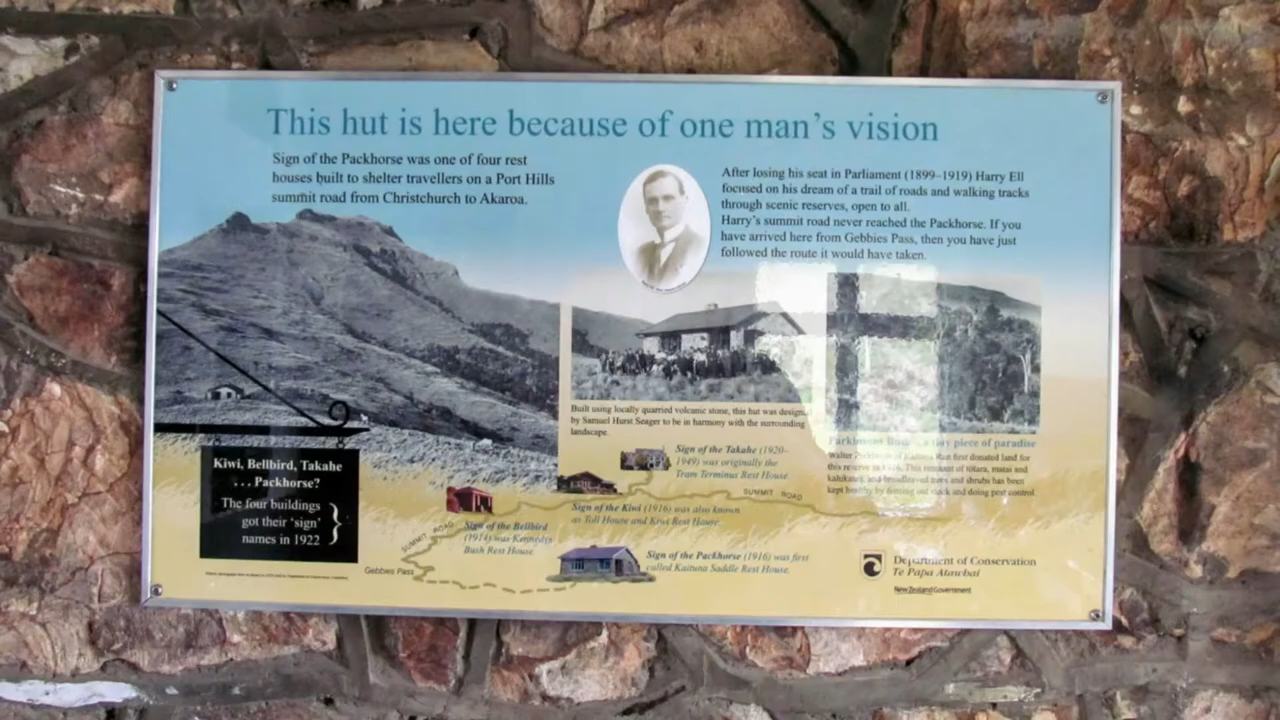 This hut is here because of one man's vision
Sign of the Packhorse was one of four rest
houses built to shelter travellers on a Port Hills
summit road from Christchurch to Akaroa.
After losing his seat in Parliament (1899–1919) Harry Ell
focused on his dream of a trail of roads and walking tracks
through scenic reserves, open to all.
Harry's summit road never reached the Packhorse. If you
have arrived here from Gebbies Pass, then you have just
followed the route it would have taken.
Built using locally quarried volcanic stone, this hut was designed
by Samuel Hurst Seager to be in harmony with the surrounding
landscape.
tiny piece of paradise
Walter
first donated land for
this reserve in
This remnant of totara, matai and
kahikatea, and broadleaved trees and shrubs has been
kept healthy by fencing out stock and doing pest control.
Kiwi, Bellbird, Takahe
. . . Packhorse?
The four buildings
got their 'sign'
names in 1922
Sign of the Takahe (1920–
1949) was originally the
Tram Terminus Rest House.
SUMMIT ROAD
Sign of the Kiwi (1916) was also known
as Toll House and Kiwi Rest House.
SUMMIT ROAD
Sign of the Bellbird
(1914) was Kennedys
Bush Rest House
Gebbies Pass
Sign of the Packhorse (1916) was first
called Kaituna Saddle Rest House.
Department of Conservation
Te Papa Atawbai
New Zealand Government